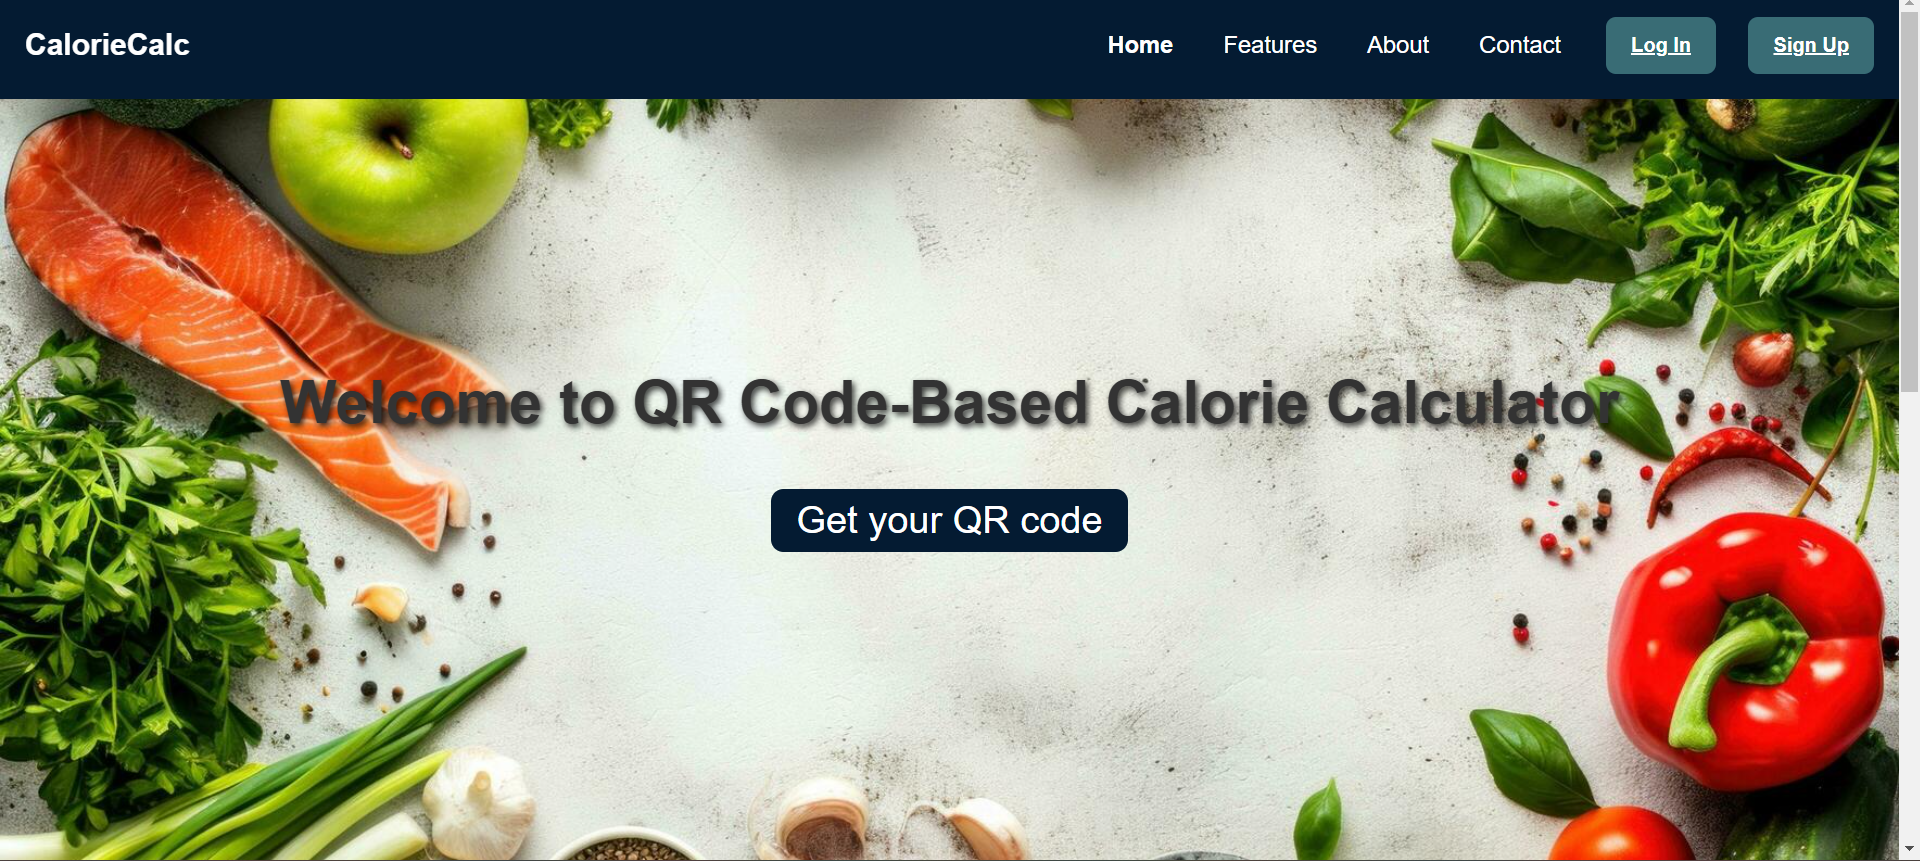 CalorieCalc
Home Features About Contact Log In Sign Up
Welcome to QR Code-Based Calorie Calculator
Get your QR code